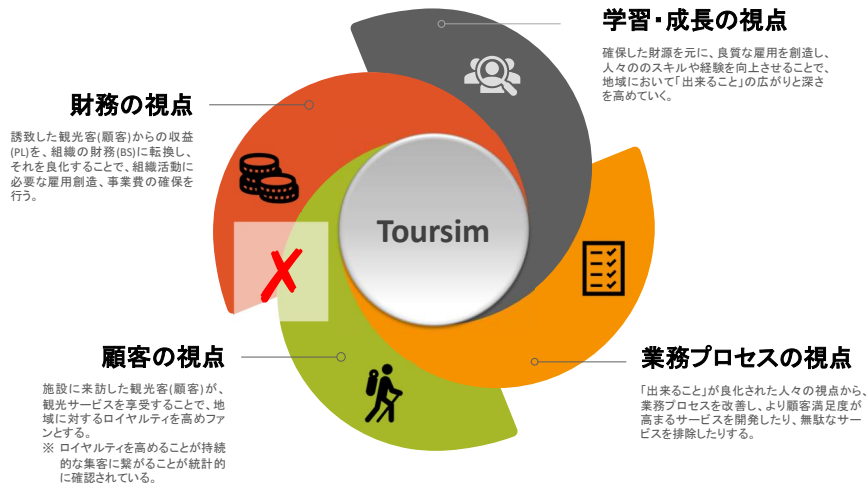 学習・成長の視点
確保した財源を元に、良質な雇用を創造し、
人々ののスキルや経験を向上させることで、
地域において「出来ること」の広がりと深さ
を高めていく。
財務の視点
誘致した観光客(顧客)からの収益
(PL)を、組織の財務(BS)に転換し、
それを良化することで、組織活動に
必要な雇用創造、事業費の確保を
行う。
Toursim
✗
顧客の視点
施設に来訪した観光客(顧客)が、
観光サービスを享受することで、地
域に対するロイヤルティを高めファ
ンとする。
※ ロイヤルティを高めることが持続
的な集客に繋がることが統計的
に確認されている。
業務プロセスの視点
「出来ること」が良化された人々の視点から、
業務プロセスを改善し、より顧客満足度が
高まるサービスを開発したり、無駄なサー
ビスを排除したりする。